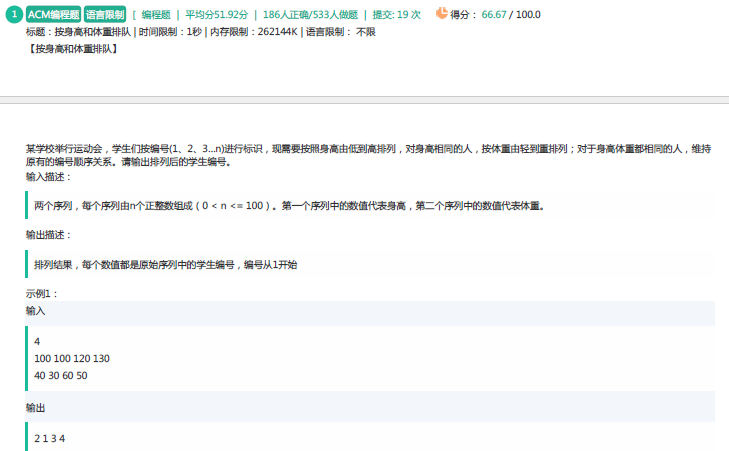 1 ACM编程题 语言限制 [ 编程题 | 平均分51.92分 | 186人正确/533人做题 | 提交: 19 次 得分： 66.67 / 100.0
标题：按身高和体重排队 | 时间限制：1秒 | 内存限制：262144K | 语言限制： 不限
【按身高和体重排队】
某学校举行运动会，学生们按编号(1、2、3...n)进行标识，现需要按照身高由低到高排列，对身高相同的人，按体重由轻到重排列；对于身高体重都相同的人，维持
原有的编号顺序关系。请输出排列后的学生编号。
输入描述：
两个序列，每个序列由n个正整数组成（0 < n <= 100）。第一个序列中的数值代表身高，第二个序列中的数值代表体重。
输出描述：
排列结果，每个数值都是原始序列中的学生编号，编号从1开始
示例1：
输入
4
100 100 120 130
40 30 60 50
输出
2 1 3 4